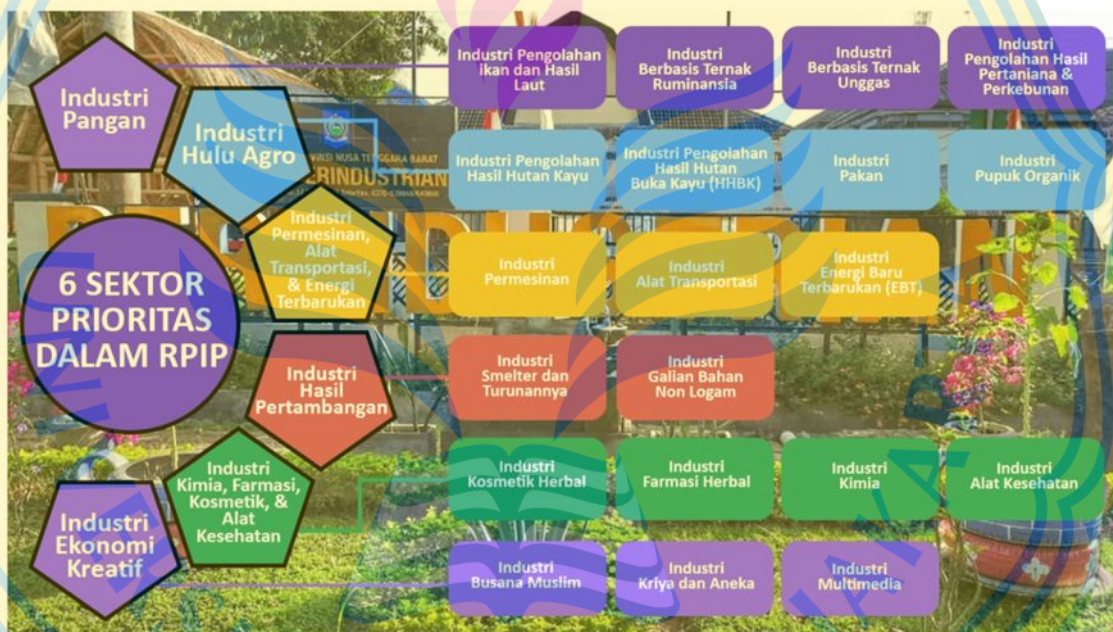 6 SEKTOR
PRIORITAS
DALAM RPIP
Industri
Pangan
Industri Pengolahan
ikan dan Hasil
Laut
Industri
Berbasis Ternak
Ruminansia
Industri
Berbasis Ternak
Unggas
Industri
Pengolahan Hasil
Pertaniana &
Perkebunan
Industri
Hulu Agro
Industri Pengolahan
Hasil Hutan Kayu
Industri Pengolahan
Hasil Hutan
Buka Kayu (HHBK)
Industri
Pakan
Industri
Pupuk Organik
Industri
Permesinan,
Alat
Transportasi,
& Energi
Terbarukan
Industri
Permesinan
Industri
Alat Transportasi
Industri
Energi Baru
Terbarukan (EBT)
Industri
Hasil
Pertambangan
Industri
Smelter dan
Turunannya
Industri
Galian Bahan
Non Logam
Industri
Kimia, Farmasi,
Kosmetik, &
Alat
Kesehatan
Industri
Kosmetik Herbal
Industri
Farmasi Herbal
Industri
Kimia
Industri
Alat Kesehatan
Industri
Ekonomi
Kreatif
Industri
Busana Muslim
Industri
Kriya dan Aneka
Industri
Multimedia
NUSA TENGGARA BARAT